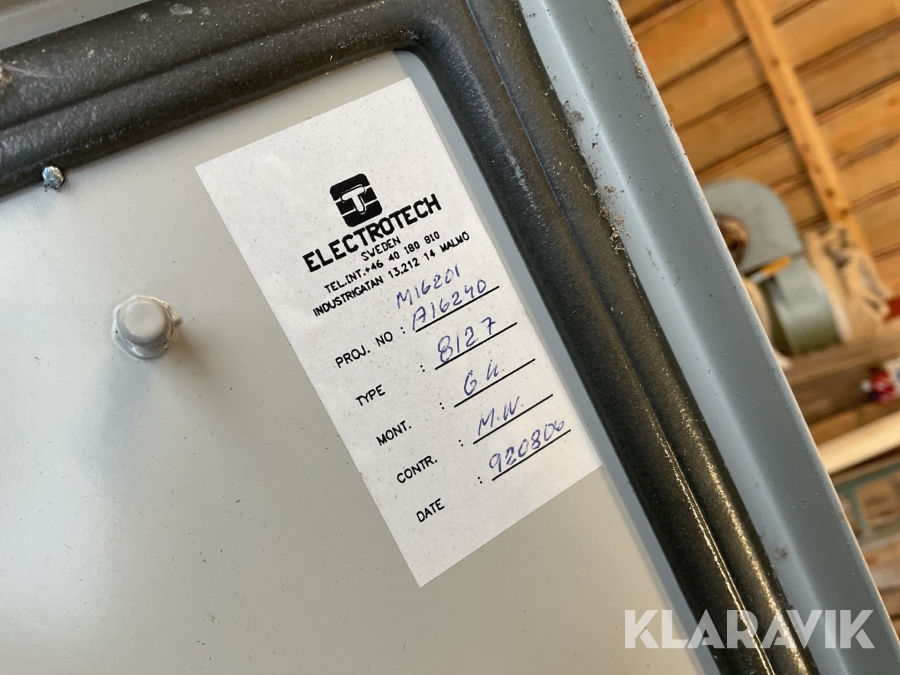 ELECTROTECH
SWEDEN
TEL.INT.+46 40 180 810
INDUSTRIGATAN 13,212 14 MALMÖ
M16201
PROJ. NO : A16240
TYPE : 8127
MONT. : G.H.
CONTR. : M.W.
DATE : 920806
KLARAVIK